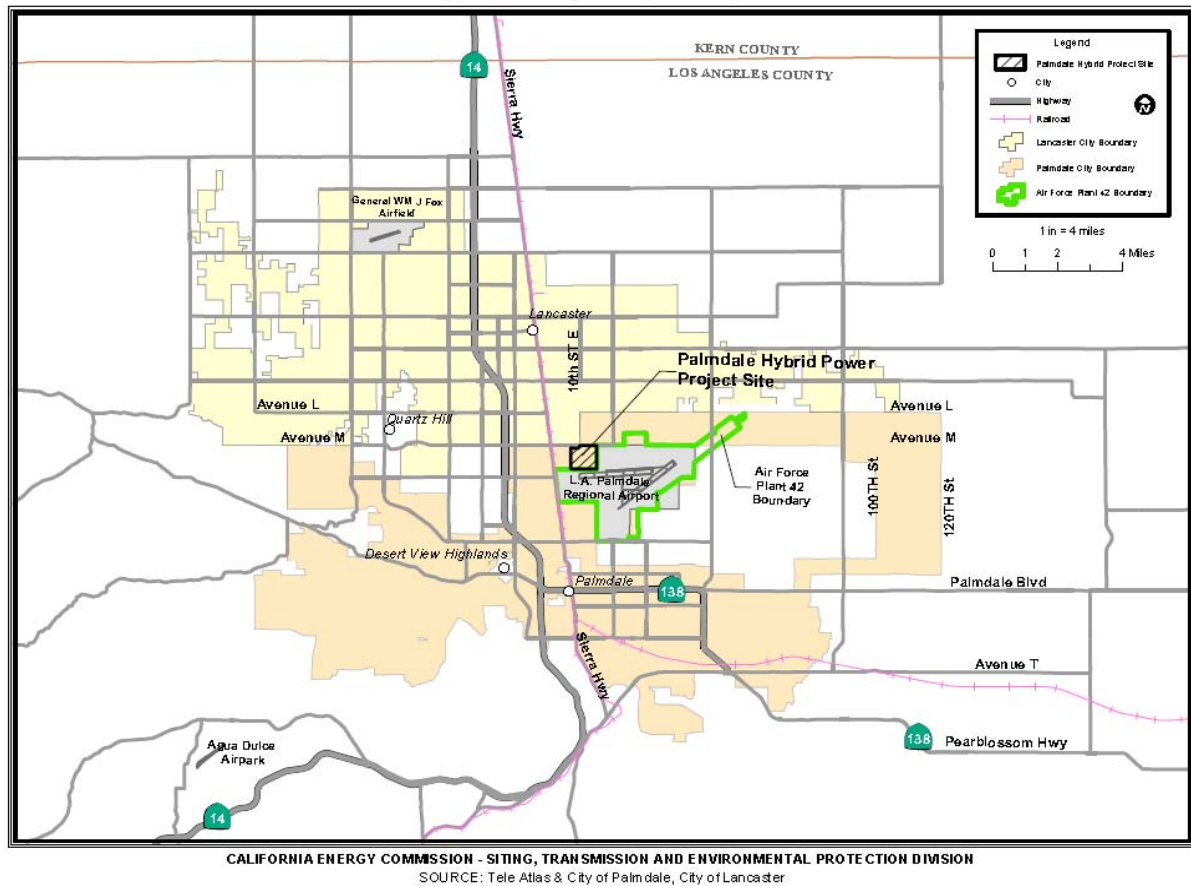 KERN COUNTY
LOS ANGELES COUNTY
14
Sierra Hwy
Legend
Palmdale Hybrid Project Site
City
Highway
N
Railroad
Lancaster City Boundary
Palmdale City Boundary
Air Force Plant 42 Boundary
1 in = 4 miles
0 1 2 4 Miles
General WM J Fox
Airfield
Lancaster
10th ST E
Palmdale Hybrid Power
Project Site
Avenue L
Quartz Hill
Avenue M
Avenue L
Avenue M
L.A. Palmdale
Regional Airport
Air Force
Plant 42
Boundary
100TH St.
120TH St.
Desert View Highlands
Palmdale
138
Palmdale Blvd
Sierra Hwy
Avenue T
138
Pearblossom Hwy
Agua Dulce
Airpark
14
CALIFORNIA ENERGY COMMISSION - SITING, TRANSMISSION AND ENVIRONMENTAL PROTECTION DIVISION
SOURCE: Tele Atlas & City of Palmdale, City of Lancaster